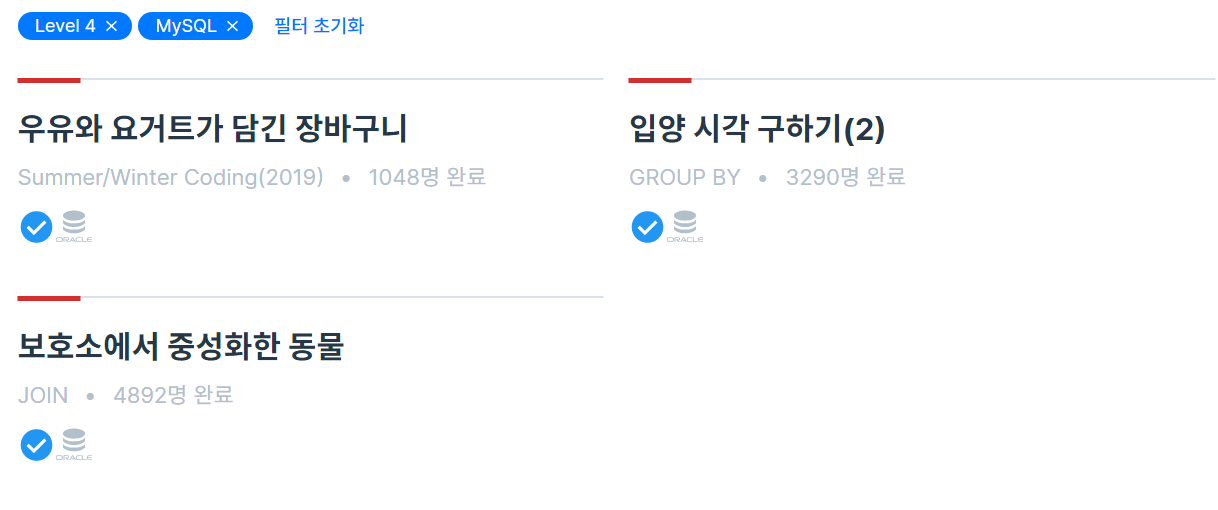 Level 4 × MySQL × 필터 초기화
우유와 요거트가 담긴 장바구니
Summer/Winter Coding(2019) • 1048명 완료
ORACLE
입양 시각 구하기(2)
GROUP BY • 3290명 완료
ORACLE
보호소에서 중성화한 동물
JOIN • 4892명 완료
ORACLE